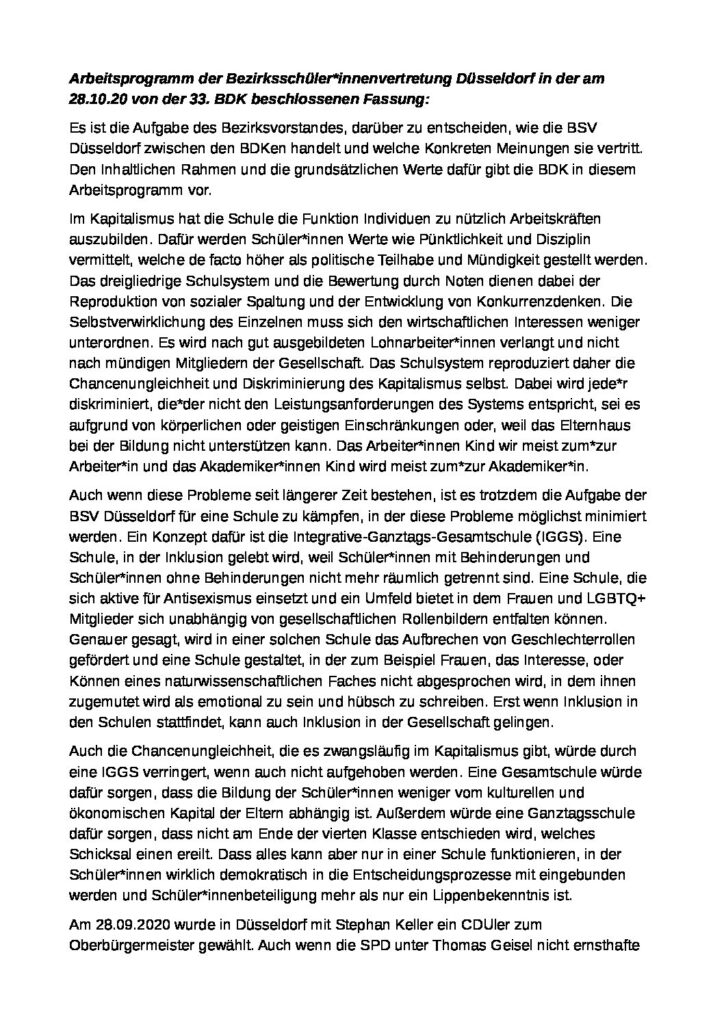 Arbeitsprogramm der Bezirksschüler*innenvertretung Düsseldorf in der am
28.10.20 von der 33. BDK beschlossenen Fassung:
Es ist die Aufgabe des Bezirksvorstandes, darüber zu entscheiden, wie die BSV
Düsseldorf zwischen den BDKen handelt und welche Konkreten Meinungen sie vertritt.
Den Inhaltlichen Rahmen und die grundsätzlichen Werte dafür gibt die BDK in diesem
Arbeitsprogramm vor.
Im Kapitalismus hat die Schule die Funktion Individuen zu nützlich Arbeitskräften
auszubilden. Dafür werden Schüler*innen Werte wie Pünktlichkeit und Disziplin
vermittelt, welche de facto höher als politische Teilhabe und Mündigkeit gestellt werden.
Das dreigliedrige Schulsystem und die Bewertung durch Noten dienen dabei der
Reproduktion von sozialer Spaltung und der Entwicklung von Konkurrenzdenken. Die
Selbstverwirklichung des Einzelnen muss sich den wirtschaftlichen Interessen weniger
unterordnen. Es wird nach gut ausgebildeten Lohnarbeiter*innen verlangt und nicht
nach mündigen Mitgliedern der Gesellschaft. Das Schulsystem reproduziert daher die
Chancenungleichheit und Diskriminierung des Kapitalismus selbst. Dabei wird jede*r
diskriminiert, die*der nicht den Leistungsanforderungen des Systems entspricht, sei es
aufgrund von körperlichen oder geistigen Einschränkungen oder, weil das Elternhaus
bei der Bildung nicht unterstützen kann. Das Arbeiter*innen Kind wir meist zum*zur
Arbeiter*in und das Akademiker*innen Kind wird meist zum*zur Akademiker*in.
Auch wenn diese Probleme seit längerer Zeit bestehen, ist es trotzdem die Aufgabe der
BSV Düsseldorf für eine Schule zu kämpfen, in der diese Probleme möglichst minimiert
werden. Ein Konzept dafür ist die Integrative-Ganztags-Gesamtschule (IGGS). Eine
Schule, in der Inklusion gelebt wird, weil Schüler*innen mit Behinderungen und
Schüler*innen ohne Behinderungen nicht mehr räumlich getrennt sind. Eine Schule, die
sich aktive für Antisexismus einsetzt und ein Umfeld bietet in dem Frauen und LGBTQ+
Mitglieder sich unabhängig von gesellschaftlichen Rollenbildern entfalten können.
Genauer gesagt, wird in einer solchen Schule das Aufbrechen von Geschlechterrollen
gefördert und eine Schule gestaltet, in der zum Beispiel Frauen, das Interesse, oder
Können eines naturwissenschaftlichen Faches nicht abgesprochen wird, in dem ihnen
zugemutet wird als emotional zu sein und hübsch zu schreiben. Erst wenn Inklusion in
den Schulen stattfindet, kann auch Inklusion in der Gesellschaft gelingen.
Auch die Chancenungleichheit, die es zwangsläufig im Kapitalismus gibt, würde durch
eine IGGS verringert, wenn auch nicht aufgehoben werden. Eine Gesamtschule würde
dafür sorgen, dass die Bildung der Schüler*innen weniger vom kulturellen und
ökonomischen Kapital der Eltern abhängig ist. Außerdem würde eine Ganztagsschule
dafür sorgen, dass nicht am Ende der vierten Klasse entschieden wird, welches
Schicksal einen ereilt. Dass alles kann aber nur in einer Schule funktionieren, in der
Schüler*innen wirklich demokratisch in die Entscheidungsprozesse mit eingebunden
werden und Schüler*innenbeteiligung mehr als nur ein Lippenbekenntnis ist.
Am 28.09.2020 wurde in Düsseldorf mit Stephan Keller ein CDUler zum
Oberbürgermeister gewählt. Auch wenn die SPD unter Thomas Geisel nicht ernsthafte